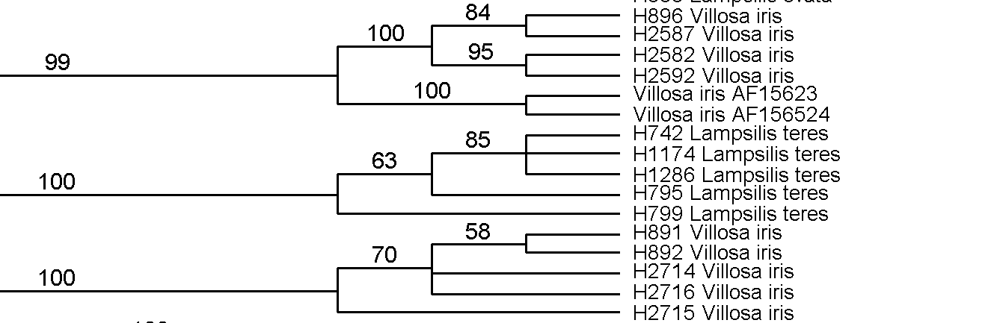 84
H896 Villosa iris
100
H2587 Villosa iris
95
H2582 Villosa iris
99
H2592 Villosa iris
100
Villosa iris AF15623
Villosa iris AF156524
H742 Lampsilis teres
85
H1174 Lampsilis teres
63
H1286 Lampsilis teres
100
H795 Lampsilis teres
H799 Lampsilis teres
58
H891 Villosa iris
70
H892 Villosa iris
H2714 Villosa iris
100
H2716 Villosa iris
H2715 Villosa iris